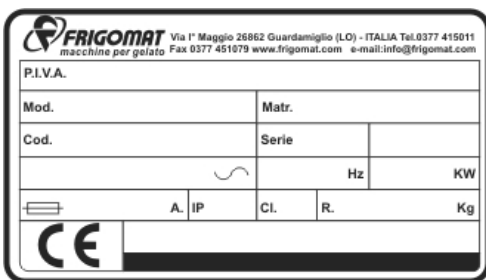 FRIGOMAT Via I° Maggio 26862 Guardamiglio (LO) - ITALIA Tel.0377 415011
macchine per gelato Fax 0377 451079 www.frigomat.com e-mail:info@frigomat.com
P.I.V.A.
Mod. Matr.
Cod. Serie
Hz KW
A. IP Cl. R. Kg
CE